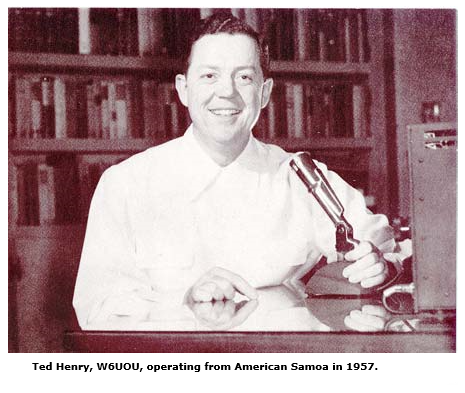 Ted Henry, W6UOU, operating from American Samoa in 1957.